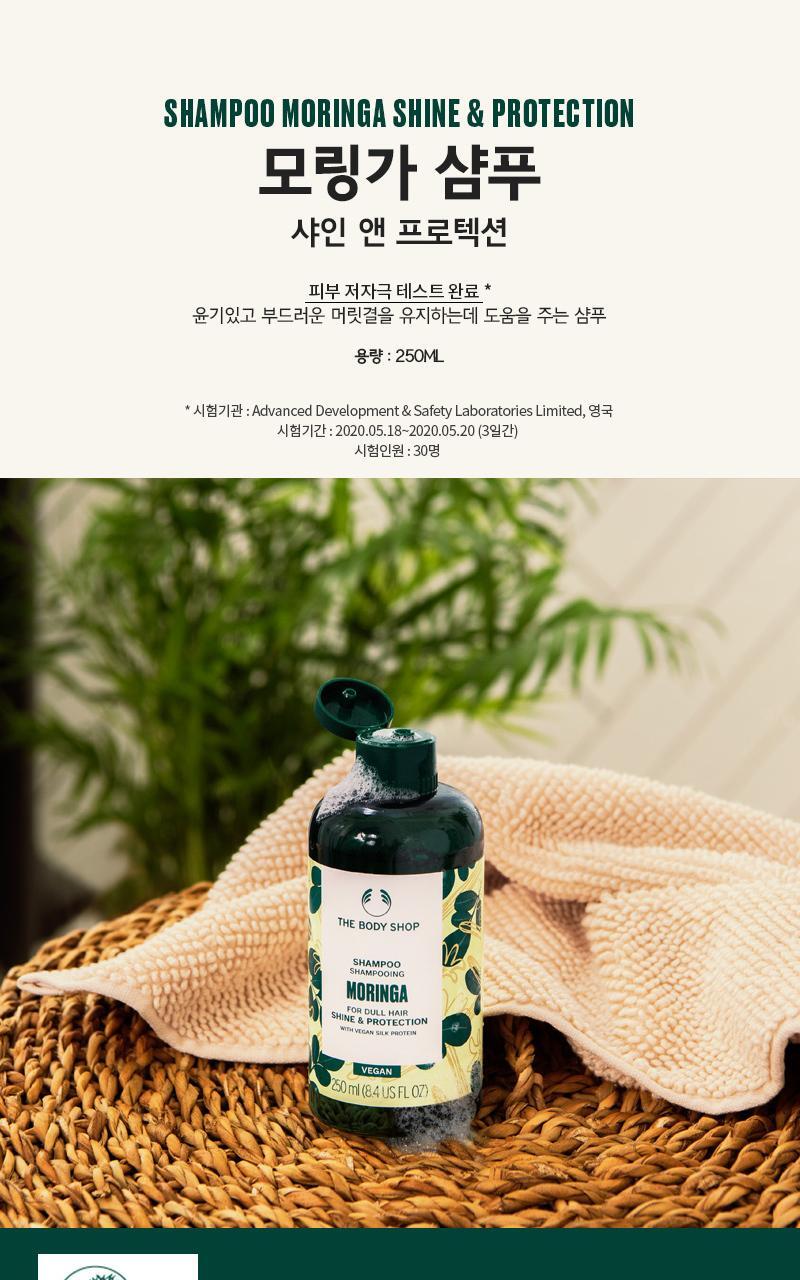 SHAMPOO MORINGA SHINE & PROTECTION
모링가 샴푸
샤인 앤 프로텍션
피부 저자극 테스트 완료 *
윤기있고 부드러운 머릿결을 유지하는데 도움을 주는 샴푸
용량 : 250ML
* 시험기관 : Advanced Development & Safety Laboratories Limited, 영국
시험기간 : 2020.05.18~2020.05.20 (3일간)
시험인원 : 30명
THE BODY SHOP
SHAMPOO
SHAMPOOING
MORINGA
FOR DULL HAIR
SHINE & PROTECTION
WITH VEGAN SILK PROTEIN
VEGAN
250 ml (8.4 US FL OZ)